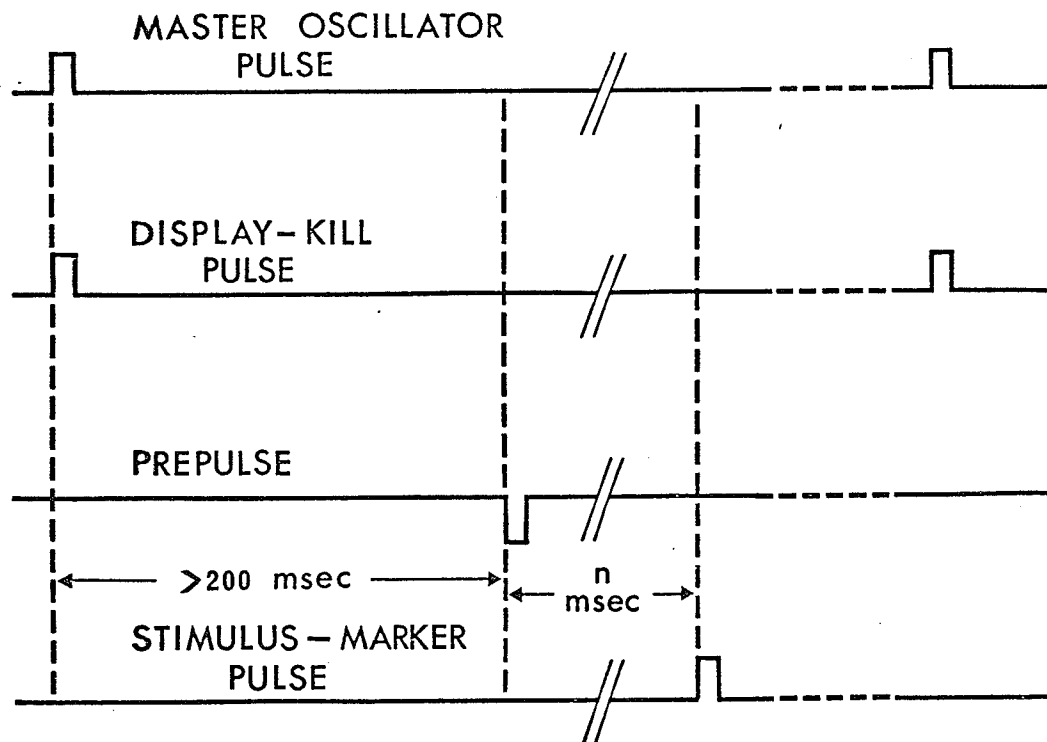 MASTER OSCILLATOR
PULSE
DISPLAY-KILL
PULSE
PREPULSE
>200 msec
n
msec
STIMULUS-MARKER
PULSE